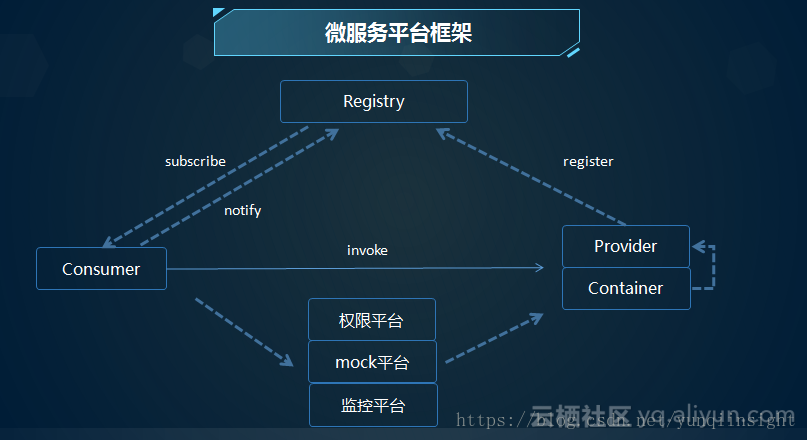 微服务平台框架
Registry
subscribe
register
notify
Provider
invoke
Consumer
Container
权限平台
mock平台
监控平台
云栖社区 yq.aliyun.com
https://blog.csdn.net/yunqiinsight